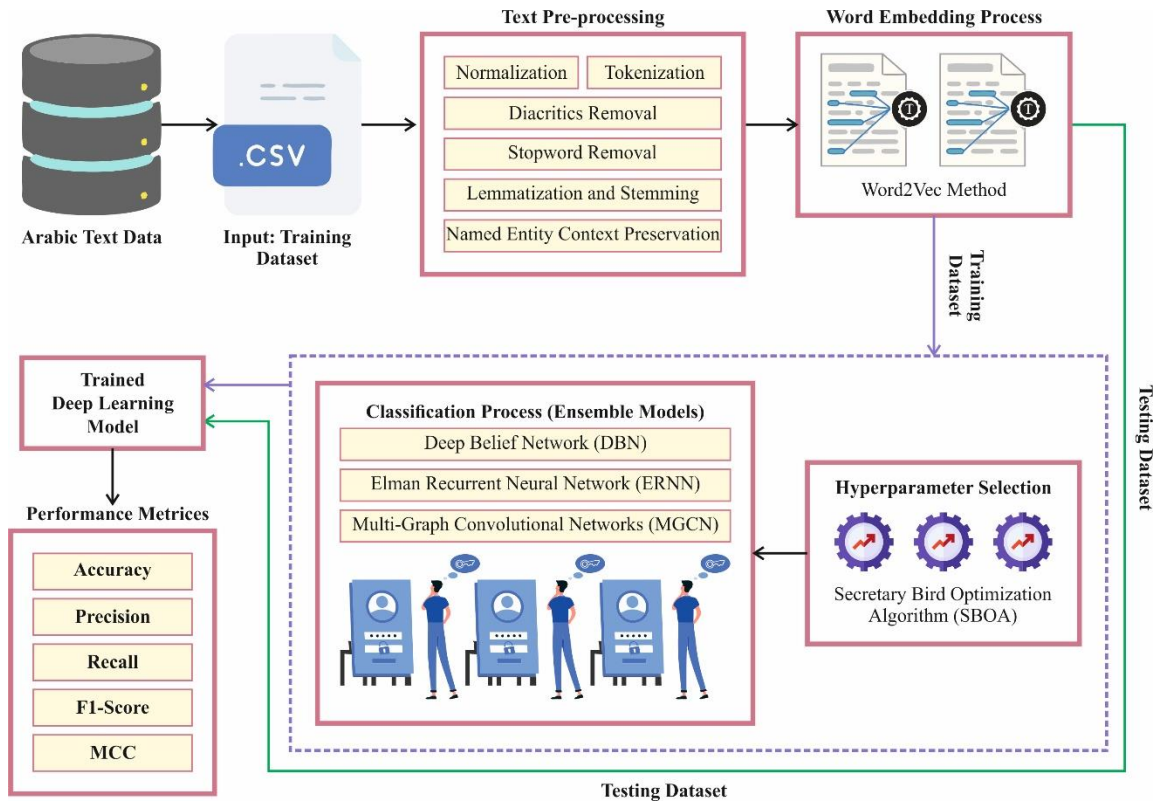 Text Pre-processing
Word Embedding Process
Normalization
Tokenization
Diacritics Removal
Stopword Removal
Lemmatization and Stemming
Named Entity Context Preservation
.CSV
T
T
Word2Vec Method
Arabic Text Data
Input: Training
Dataset
Training
Dataset
Testing Dataset
Trained
Deep Learning
Model
Classification Process (Ensemble Models)
Deep Belief Network (DBN)
Elman Recurrent Neural Network (ERNN)
Multi-Graph Convolutional Networks (MGCN)
Hyperparameter Selection
Secretary Bird Optimization
Algorithm (SBOA)
Performance Metrices
Accuracy
Precision
Recall
F1-Score
MCC
Testing Dataset